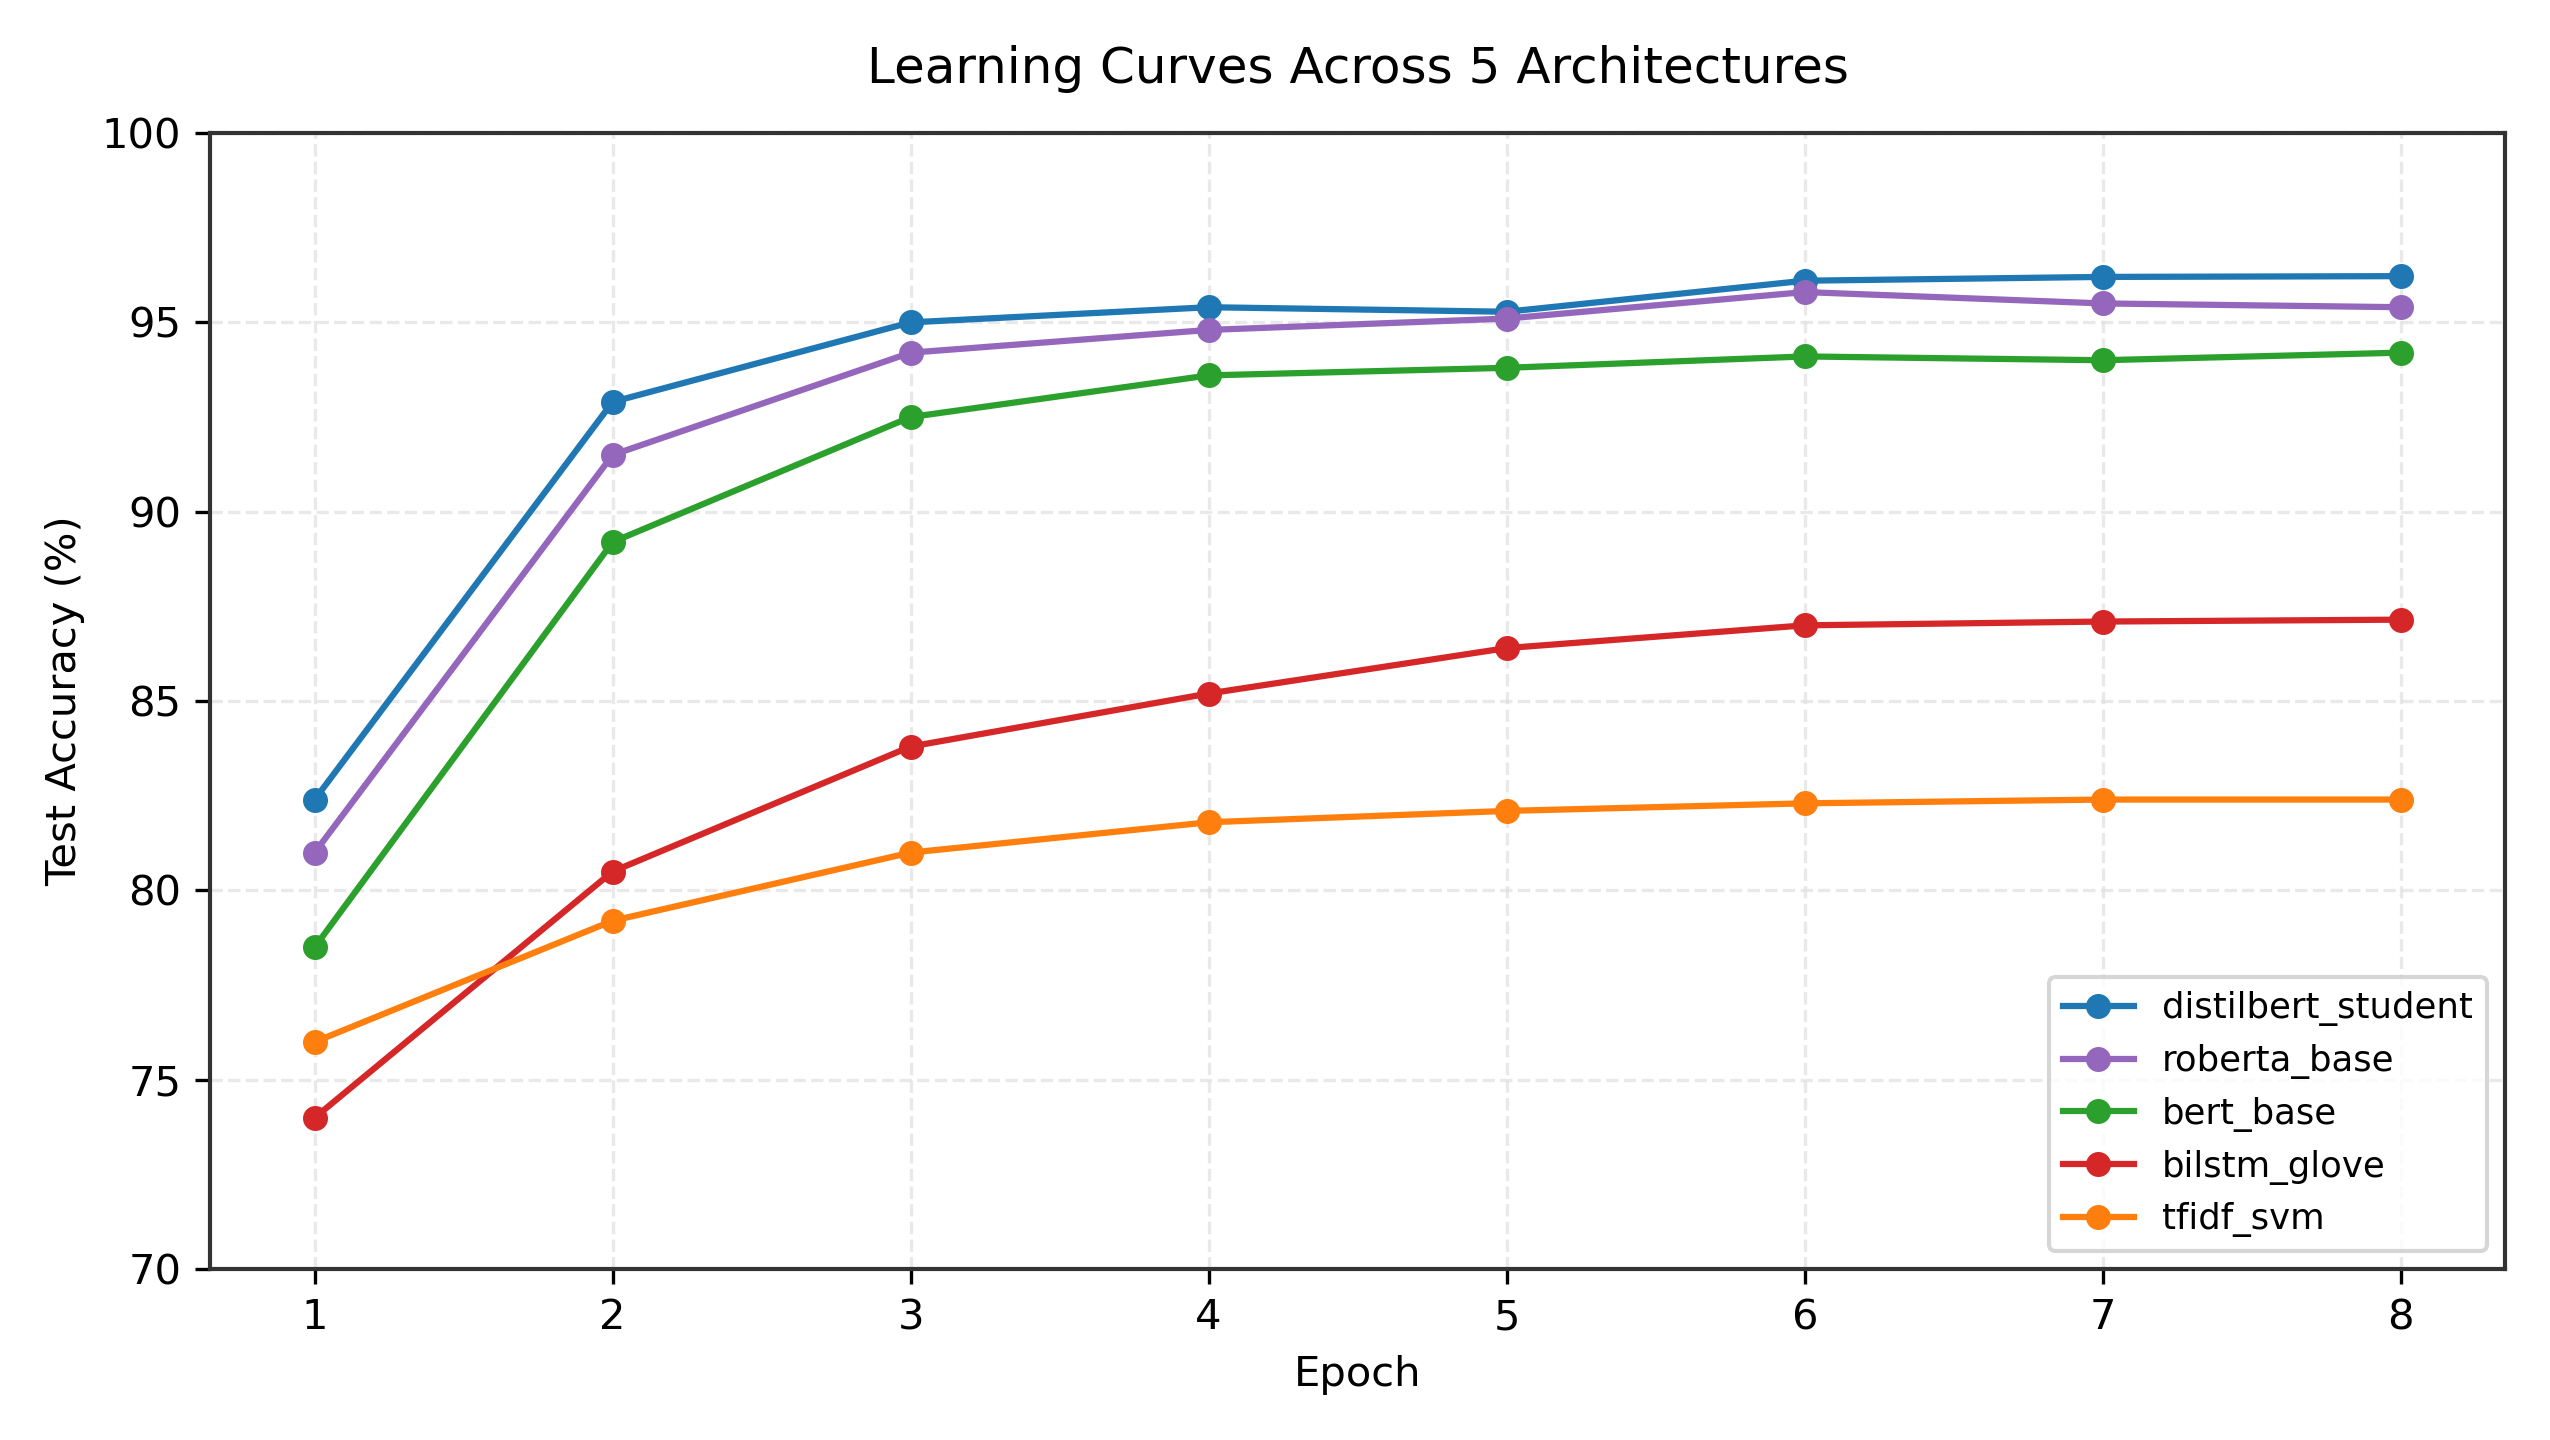 Learning Curves Across 5 Architectures
100
95
90
85
80
75
70
Test Accuracy (%)
1 2 3 4 5 6 7 8
Epoch
distilbert_student
roberta_base
bert_base
bilstm_glove
tfidf_svm